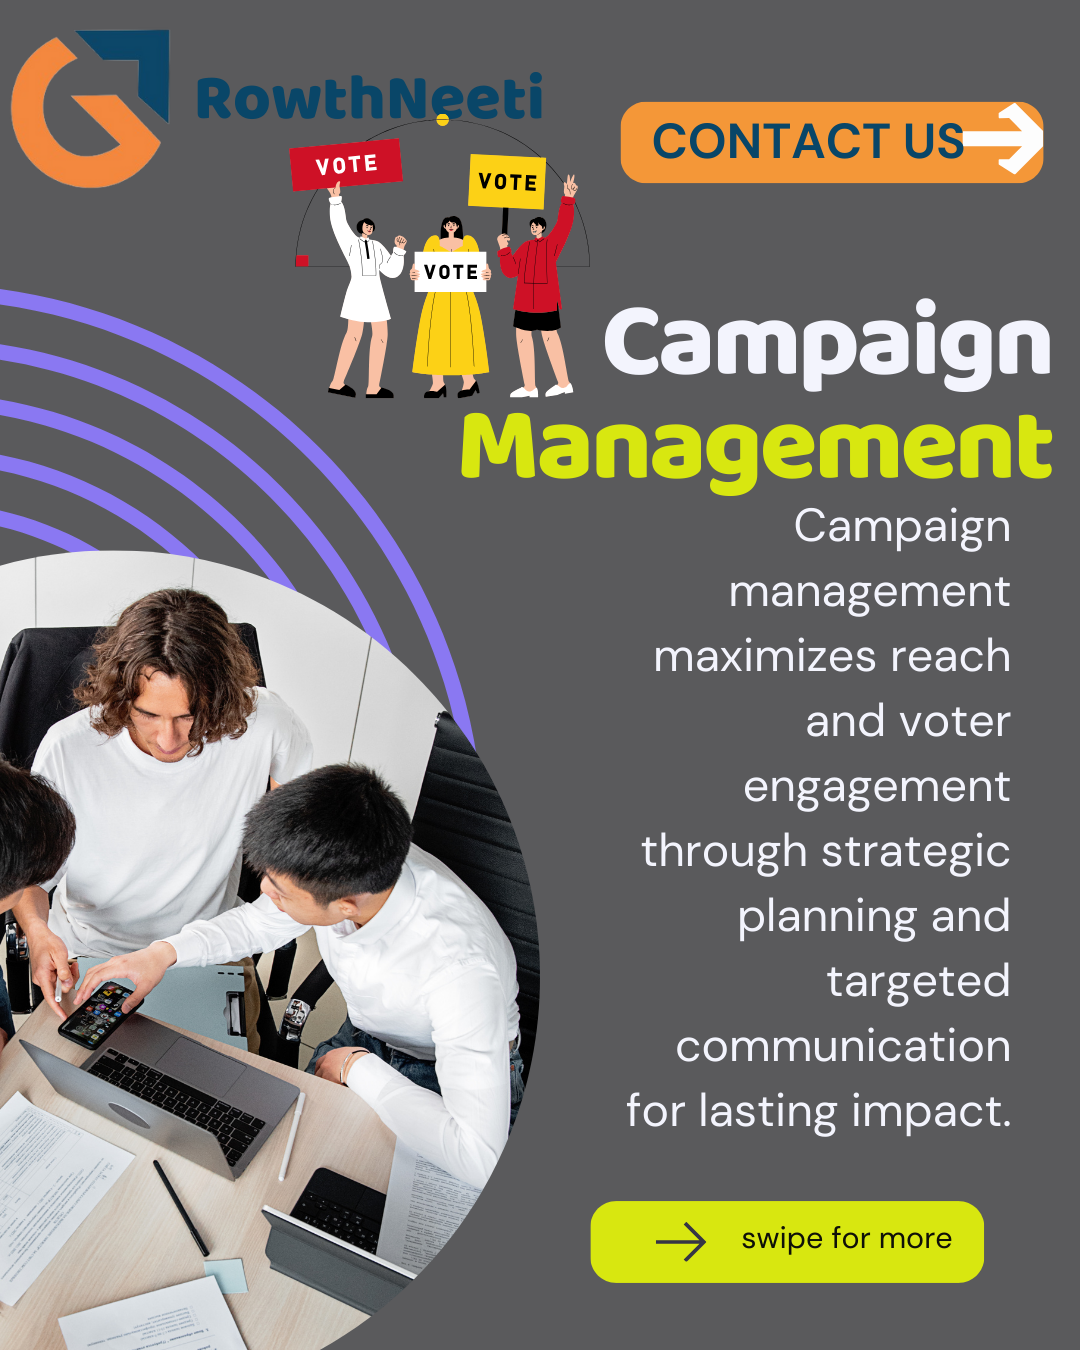 RowthNeeti
CONTACT US
VOTE
VOTE
VOTE
Campaign
Management
Campaign
management
maximizes reach
and voter
engagement
through strategic
planning and
targeted
communication
for lasting impact.
swipe for more